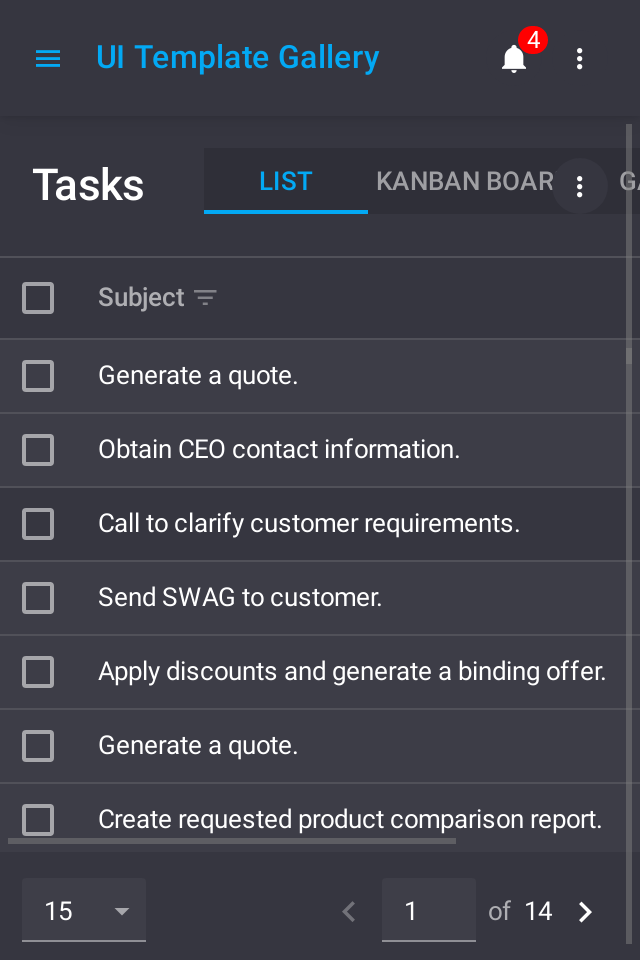 UI Template Gallery
4
Tasks
LIST
KANBAN BOAR
GA
Subject
Generate a quote.
Obtain CEO contact information.
Call to clarify customer requirements.
Send SWAG to customer.
Apply discounts and generate a binding offer.
Generate a quote.
Create requested product comparison report.
15
1 of 14